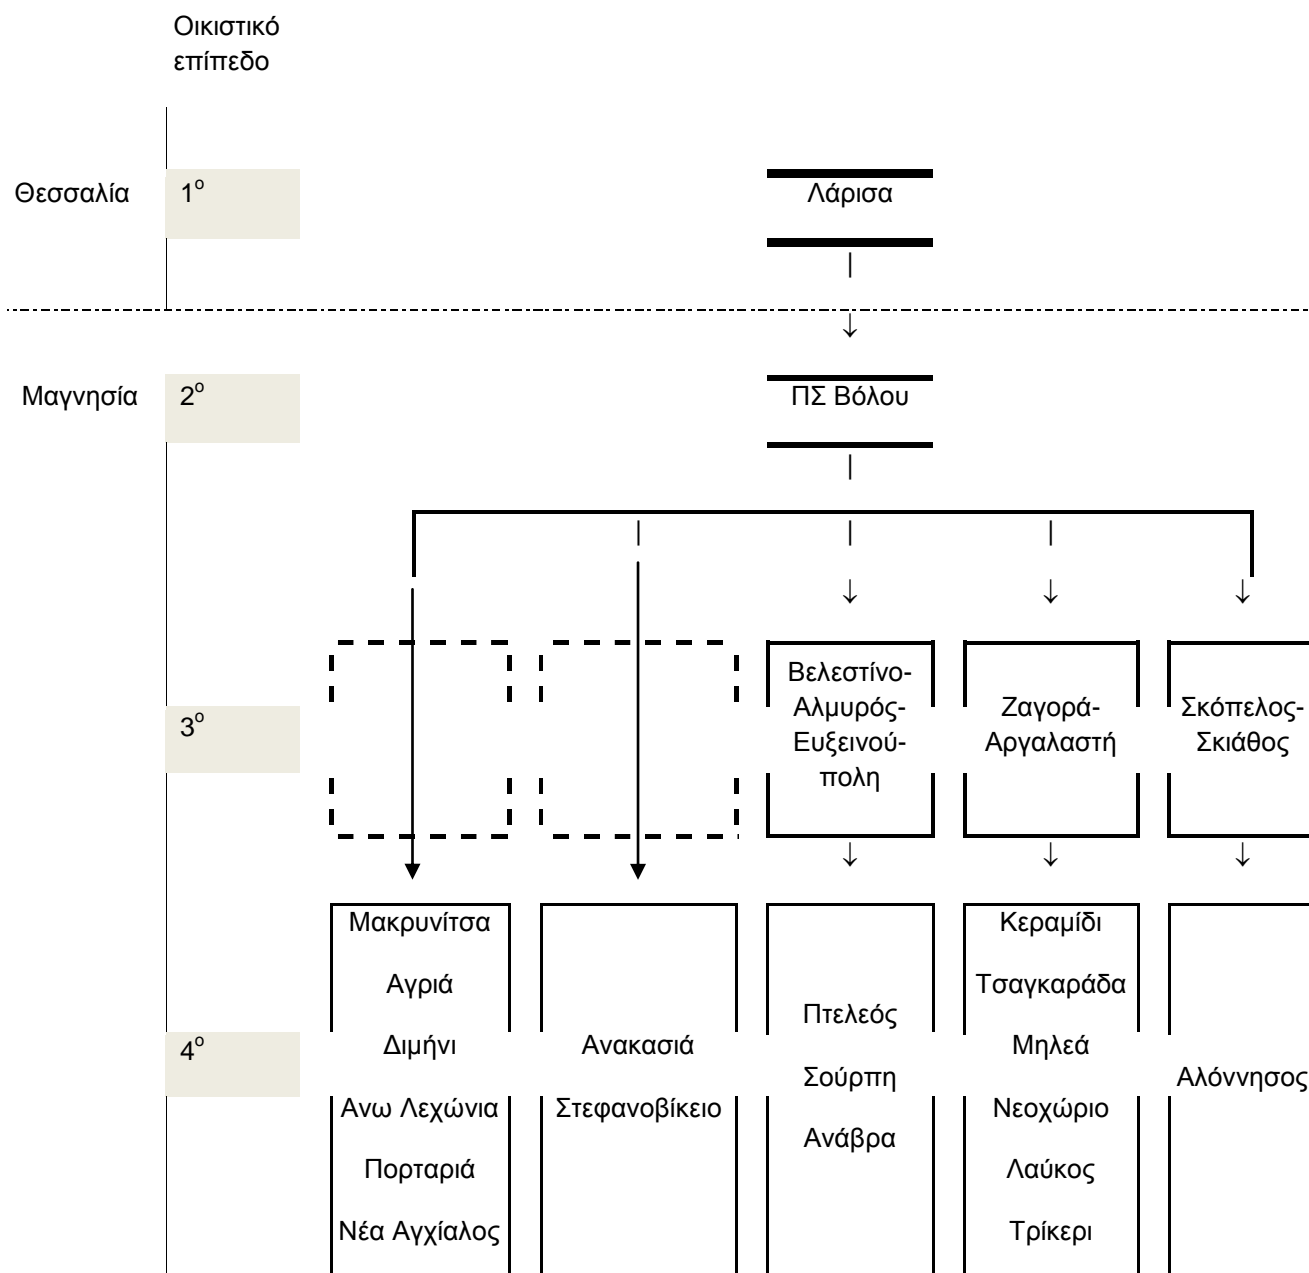 Οικιστικό
επίπεδο
Θεσσαλία
1ο
Λάρισα
Μαγνησία
2ο
ΠΣ Βόλου
3ο
Βελεστίνο-
Αλμυρός-
Ευξεινού-
πολη
Ζαγορά-
Αργαλαστή
Σκόπελος-
Σκιάθος
4ο
Μακρυνίτσα
Αγριά
Διμήνι
Ανω Λεχώνια
Πορταριά
Νέα Αγχίαλος
Ανακασιά
Στεφανοβίκειο
Πτελεός
Σούρπη
Ανάβρα
Κεραμίδι
Τσαγκαράδα
Μηλεά
Νεοχώριο
Λαύκος
Τρίκερι
Αλόννησος